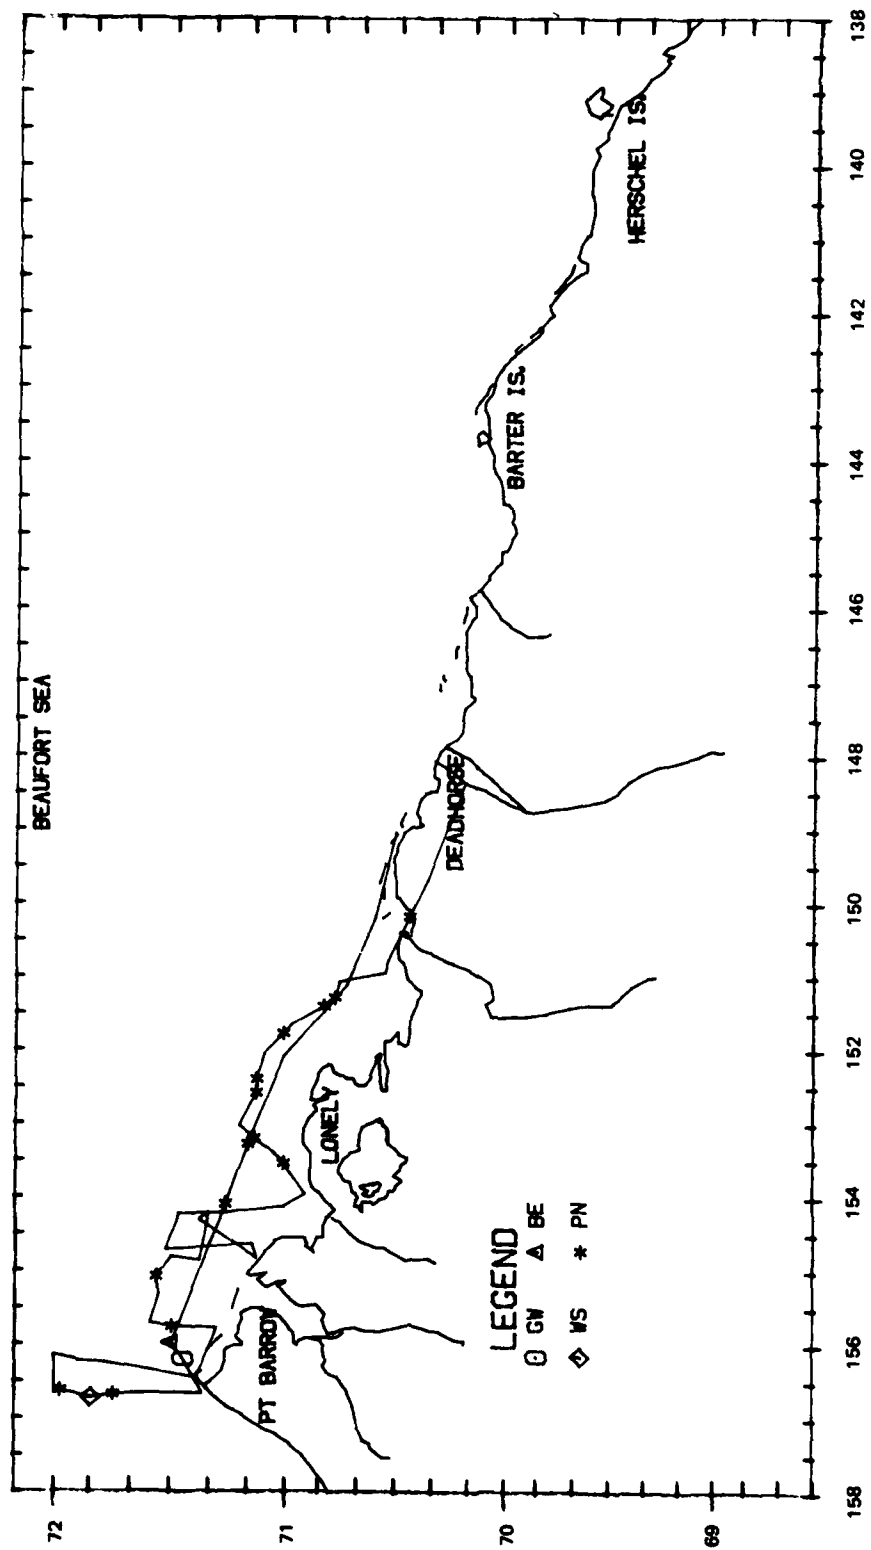 BEAUFORT SEA
72
71
70
69
PT BARROW
LONELY
DEADHORSE
BARTER IS.
HERSCHEL IS.
LEGEND
GW BE
WS PN
158 156 154 152 150 148 146 144 142 140 138